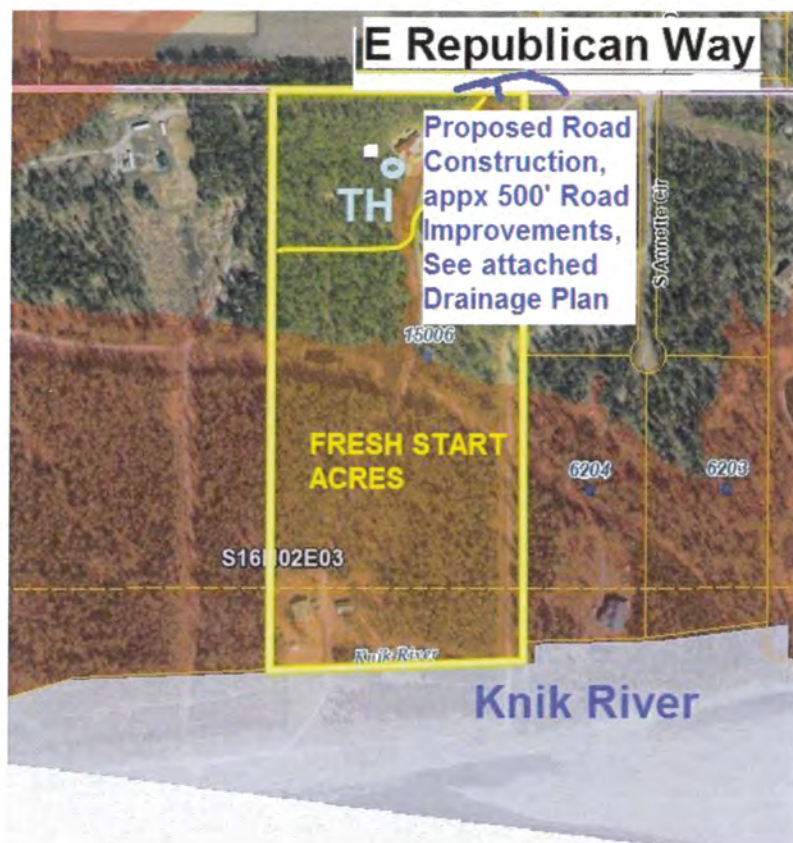 E Republican Way
Proposed Road
Construction,
appx 500' Road
Improvements,
See attached
Drainage Plan
TH
S Annette Cir
15006
FRESH START
ACRES
6204
6203
Knik River
Knik River